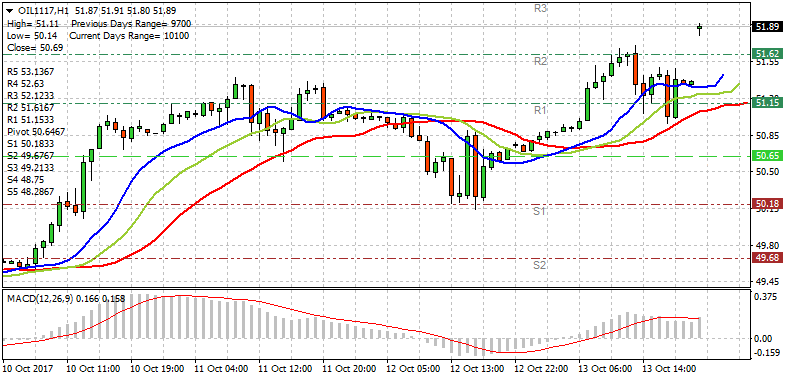 OIL1117,H1 51.87 51.91 51.80 51.89
High= 51.11 Previous Days Range= 9700
Low= 50.14 Current Days Range= 10100
Close= 50.69
R5 53.1367
R4 52.63
R3 52.1233
R2 51.6167
R1 51.1533
Pivot 50.6467
S1 50.1833
S2 49.6767
S3 49.2133
S4 48.75
S5 48.2867
R3
R2
R1
S1
S2
51.89
51.62
51.55
51.15
50.85
50.65
50.50
50.18
49.80
49.68
49.45
MACD(12,26,9) 0.166 0.158
0.375
0.00
-0.159
10 Oct 2017 10 Oct 11:00 10 Oct 19:00 11 Oct 04:00 11 Oct 12:00 11 Oct 20:00 12 Oct 05:00 12 Oct 13:00 12 Oct 22:00 13 Oct 06:00 13 Oct 14:00